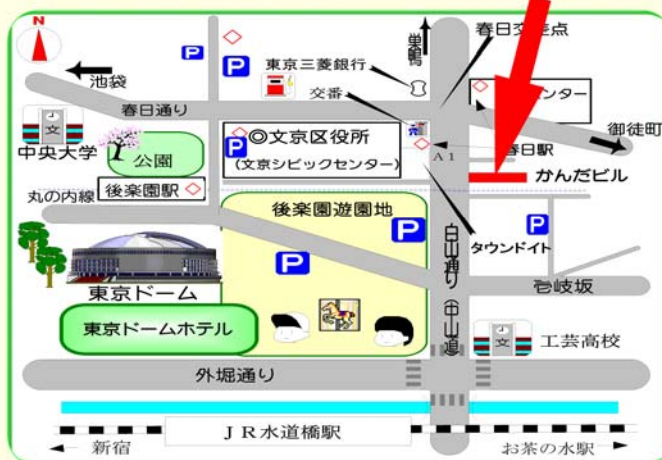 N
池袋
春日通り
文
中央大学
公園
後楽園駅
丸の内線
P
P
巣鴨
春日交差点
東京三菱銀行
交番
ンター
御徒町
◎文京区役所
(文京シビックセンター)
P
A1
春日駅
かんだビル
後楽園遊園地
P
P
P
タウンドイト
白山通り(中山道)
壱岐坂
東京ドーム
東京ドームホテル
文
工芸高校
外堀通り
JR水道橋駅
新宿
お茶の水駅